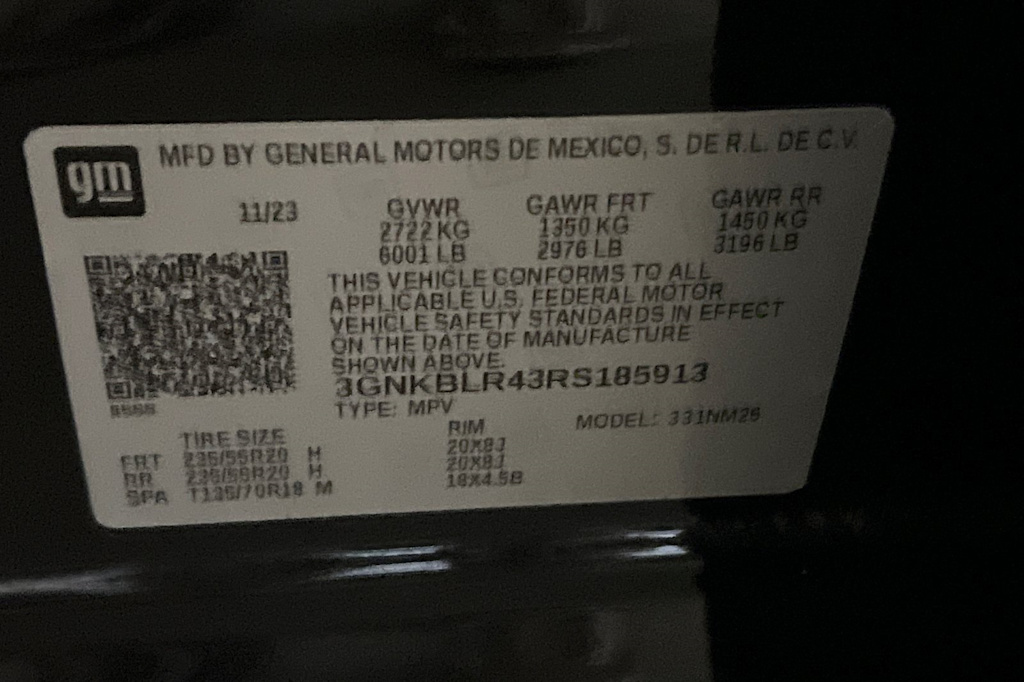 gm
MFD BY GENERAL MOTORS DE MEXICO, S. DE R.L. DE C.V.
11/23
GVWR GAWR FRT GAWR RR
2722 KG 1350 KG 1450 KG
6001 LB 2976 LB 3196 LB
THIS VEHICLE CONFORMS TO ALL
APPLICABLE U.S. FEDERAL MOTOR
VEHICLE SAFETY STANDARDS IN EFFECT
ON THE DATE OF MANUFACTURE
SHOWN ABOVE.
3GNKBLR43RS185913
TYPE: MPV MODEL: 331NM26
TIRE SIZE RIM
FRT 235/55R20 H 20X8J
RR 235/55R20 H 20X8J
SPA T135/70R18 M 18X4.5B